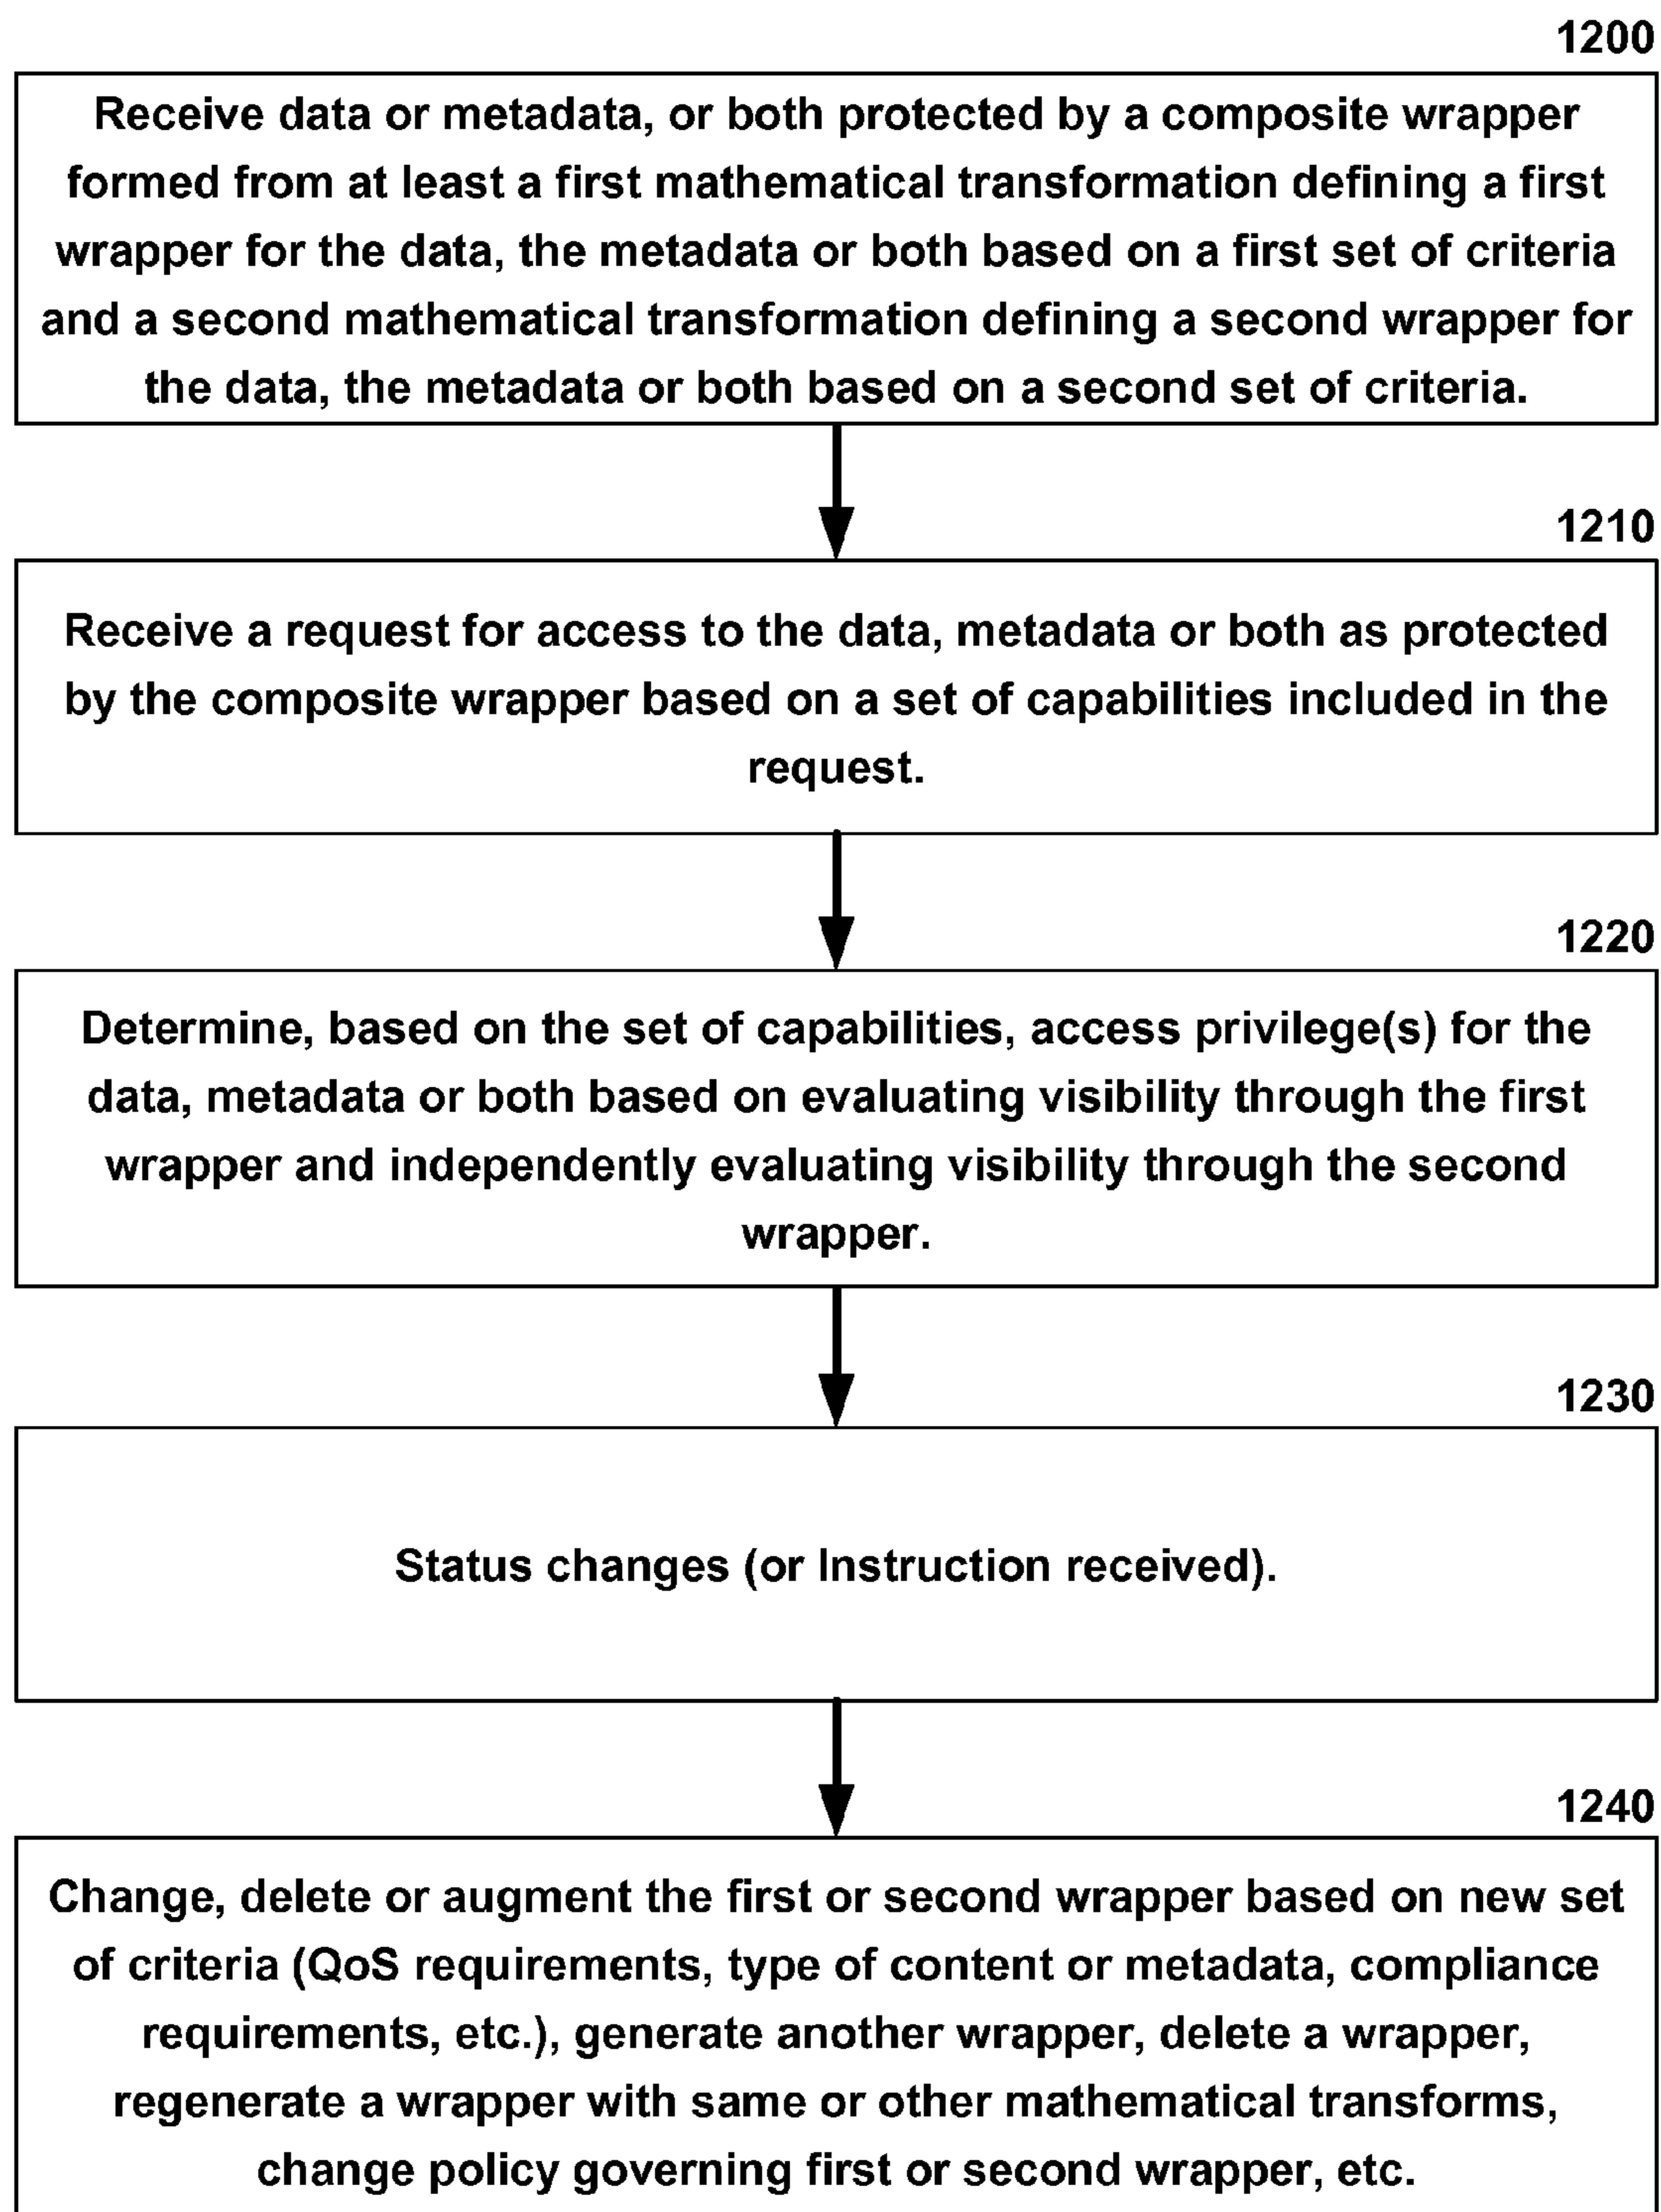 1200
Receive data or metadata, or both protected by a composite wrapper
formed from at least a first mathematical transformation defining a first
wrapper for the data, the metadata or both based on a first set of criteria
and a second mathematical transformation defining a second wrapper for
the data, the metadata or both based on a second set of criteria.
1210
Receive a request for access to the data, metadata or both as protected
by the composite wrapper based on a set of capabilities included in the
request.
1220
Determine, based on the set of capabilities, access privilege(s) for the
data, metadata or both based on evaluating visibility through the first
wrapper and independently evaluating visibility through the second
wrapper.
1230
Status changes (or Instruction received).
1240
Change, delete or augment the first or second wrapper based on new set
of criteria (QoS requirements, type of content or metadata, compliance
requirements, etc.), generate another wrapper, delete a wrapper,
regenerate a wrapper with same or other mathematical transforms,
change policy governing first or second wrapper, etc.